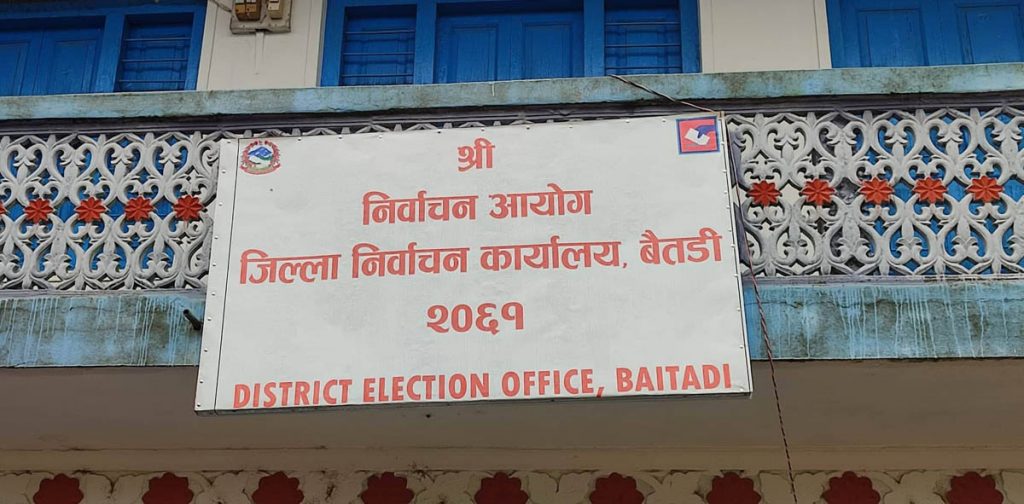 श्री
निर्वाचन आयोग
जिल्ला निर्वाचन कार्यालय, बैतडी
२०६१
DISTRICT ELECTION OFFICE, BAITADI